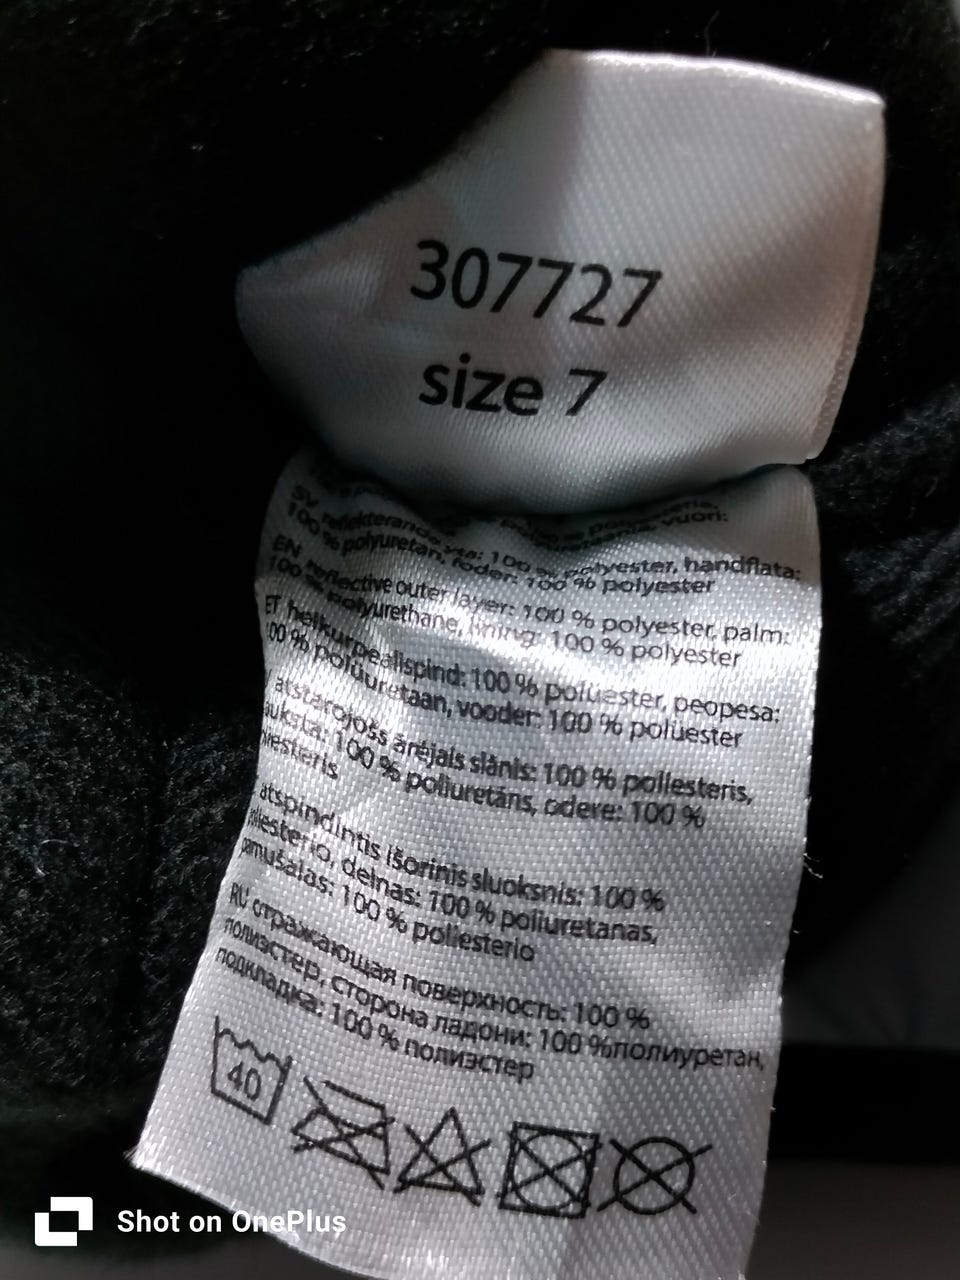 307727
size 7
vuori:
SV reflekterande yta: 100 % polyester, handflata:
100 % polyuretan, foder: 100 % polyester
EN reflective outer layer: 100 % polyester, palm:
100 % polyurethane, lining: 100 % polyester
ET helkurpealispind: 100 % polüester, peopesa:
100 % polüuretaan, vooder: 100 % polüester
atstarojošs ārējais slānis: 100 % poliesteris,
100 % poliuretāns, odere: 100 %
atspindintis išorinis sluoksnis: 100 %
delnas: 100 % poliuretanas,
pamušalas: 100 % poliesterio
RU отражающая поверхность: 100 %
полиэстер, сторона ладони: 100 %полиуретан,
подкладка: 100 % полиэстер
40
Shot on OnePlus